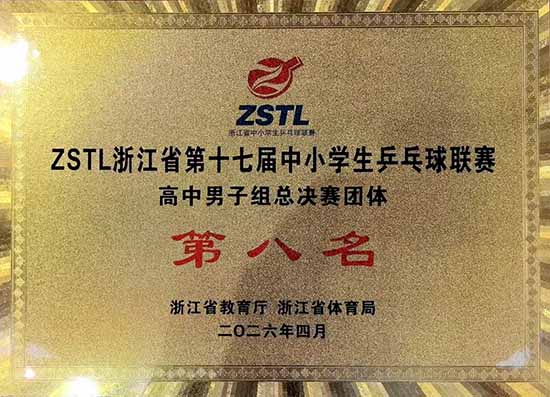 ZSTL
浙江省中小学生乒乓球联赛
ZSTL浙江省第十七届中小学生乒乓球联赛
高中男子组总决赛团体
第八名
浙江省教育厅 浙江省体育局
二〇二六年四月